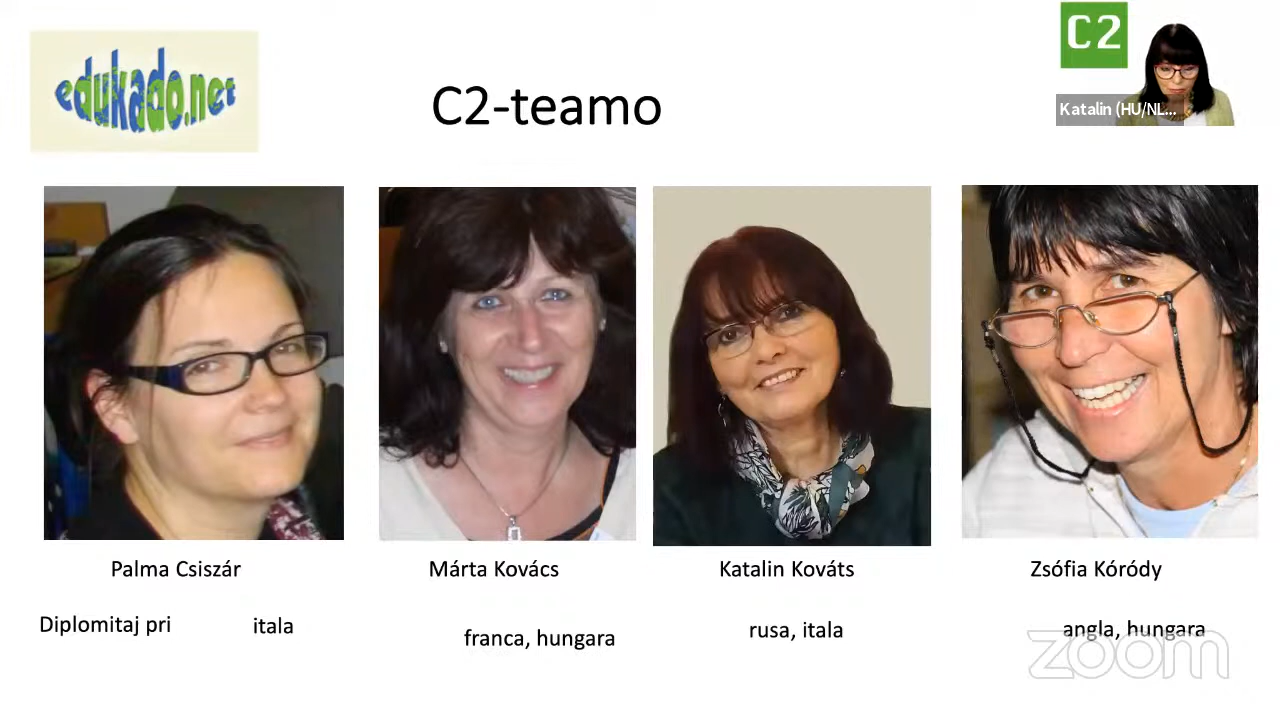 edukado.net
C2-teamo
C2
Katalin (HU/NL...
Palma Csiszár
Márta Kovács
Katalin Kováts
Zsófia Kóródy
Diplomitaj pri
itala
franca, hungara
rusa, itala
angla, hungara
zoom